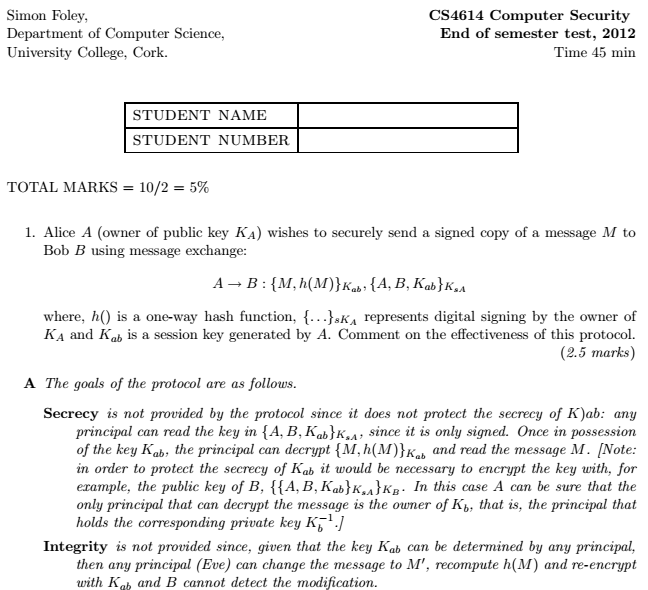 Simon Foley,
Department of Computer Science,
University College, Cork.
CS4614 Computer Security
End of semester test, 2012
Time 45 min
STUDENT NAME
STUDENT NUMBER
TOTAL MARKS = 10/2 = 5%
1. Alice A (owner of public key K_A) wishes to securely send a signed copy of a message M to
Bob B using message exchange:
A → B : {M, h(M)}_{K_{ab}}, {A, B, K_{ab}}_{K_{sA}}
where, h() is a one-way hash function, {...}_{sK_A} represents digital signing by the owner of
K_A and K_{ab} is a session key generated by A. Comment on the effectiveness of this protocol.
(2.5 marks)
A The goals of the protocol are as follows.
Secrecy is not provided by the protocol since it does not protect the secrecy of K)ab: any
principal can read the key in {A, B, K_{ab}}_{K_{sA}}, since it is only signed. Once in possession
of the key K_{ab}, the principal can decrypt {M, h(M)}_{K_{ab}} and read the message M. [Note:
in order to protect the secrecy of K_{ab} it would be necessary to encrypt the key with, for
example, the public key of B, {{A, B, K_{ab}}_{K_{sA}}}_{K_B}. In this case A can be sure that the
only principal that can decrypt the message is the owner of K_b, that is, the principal that
holds the corresponding private key K_b^{-1}.]
Integrity is not provided since, given that the key K_{ab} can be determined by any principal,
then any principal (Eve) can change the message to M′, recompute h(M) and re-encrypt
with K_{ab} and B cannot detect the modification.